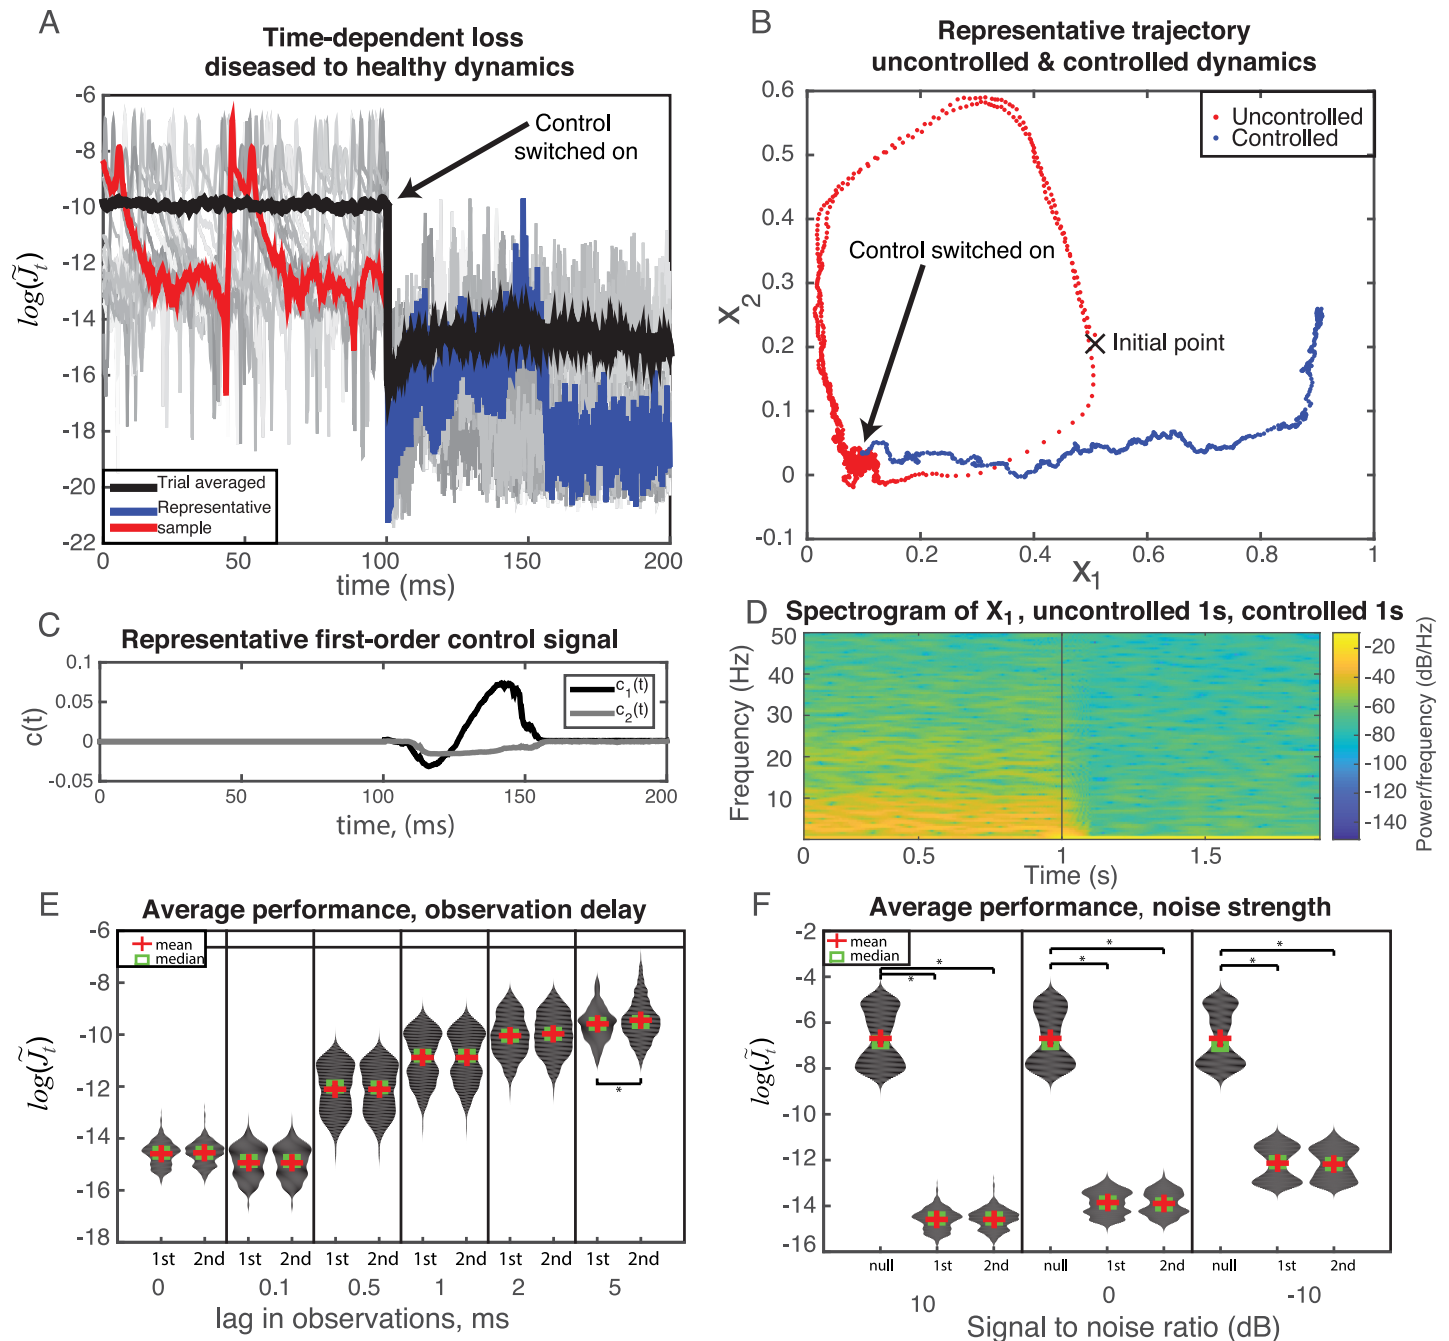 A
Time-dependent loss
diseased to healthy dynamics
-6
-8
-10
-12
-14
-16
-18
-20
-22
log(J̃t)
Control
switched on
Trial averaged
Representative
sample
0
50
100
150
200
time (ms)
B
Representative trajectory
uncontrolled & controlled dynamics
0.6
0.5
0.4
0.3
0.2
0.1
0
-0.1
X2
Uncontrolled
Controlled
Control switched on
Initial point
0
0.2
0.4
0.6
0.8
1
X1
C
Representative first-order control signal
0.1
0.05
0
-0.05
c(t)
c1(t)
c2(t)
0
50
100
150
200
time, (ms)
D
Spectrogram of X1, uncontrolled 1s, controlled 1s
50
40
30
20
10
Frequency (Hz)
0
0.5
1
1.5
Time (s)
-20
-40
-60
-80
-100
-120
-140
Power/frequency (dB/Hz)
E
Average performance, observation delay
-6
-8
-10
-12
-14
-16
-18
log(J̃t)
mean
median
*
1st 2nd 1st 2nd 1st 2nd 1st 2nd 1st 2nd 1st 2nd
0 0.1 0.5 1 2 5
lag in observations, ms
F
Average performance, noise strength
-2
-4
-6
-8
-10
-12
-14
-16
log(J̃t)
mean
median
* * * * * *
null 1st 2nd null 1st 2nd null 1st 2nd
10 0 -10
Signal to noise ratio (dB)